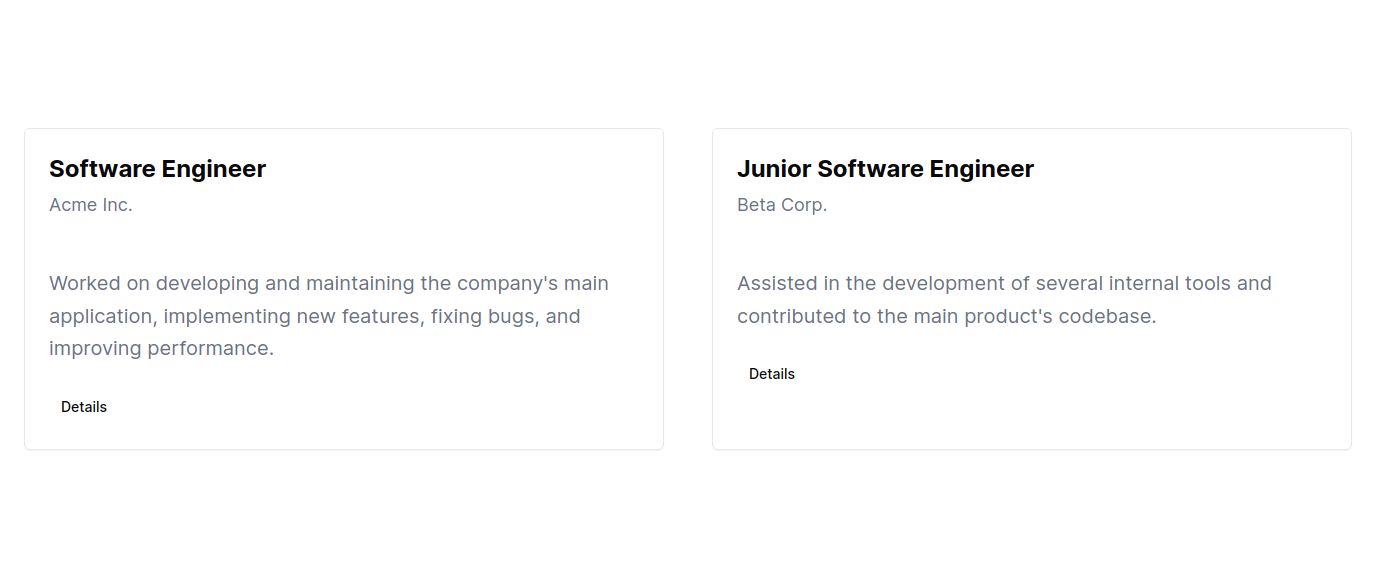 Software Engineer
Acme Inc.
Worked on developing and maintaining the company's main
application, implementing new features, fixing bugs, and
improving performance.
Details
Junior Software Engineer
Beta Corp.
Assisted in the development of several internal tools and
contributed to the main product's codebase.
Details